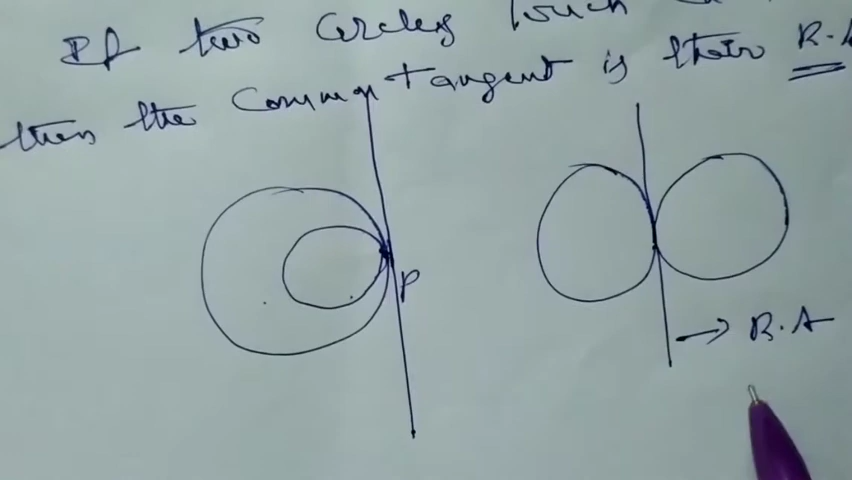 If two circles touch
then the common tangent is their R.A
P
→ R.A